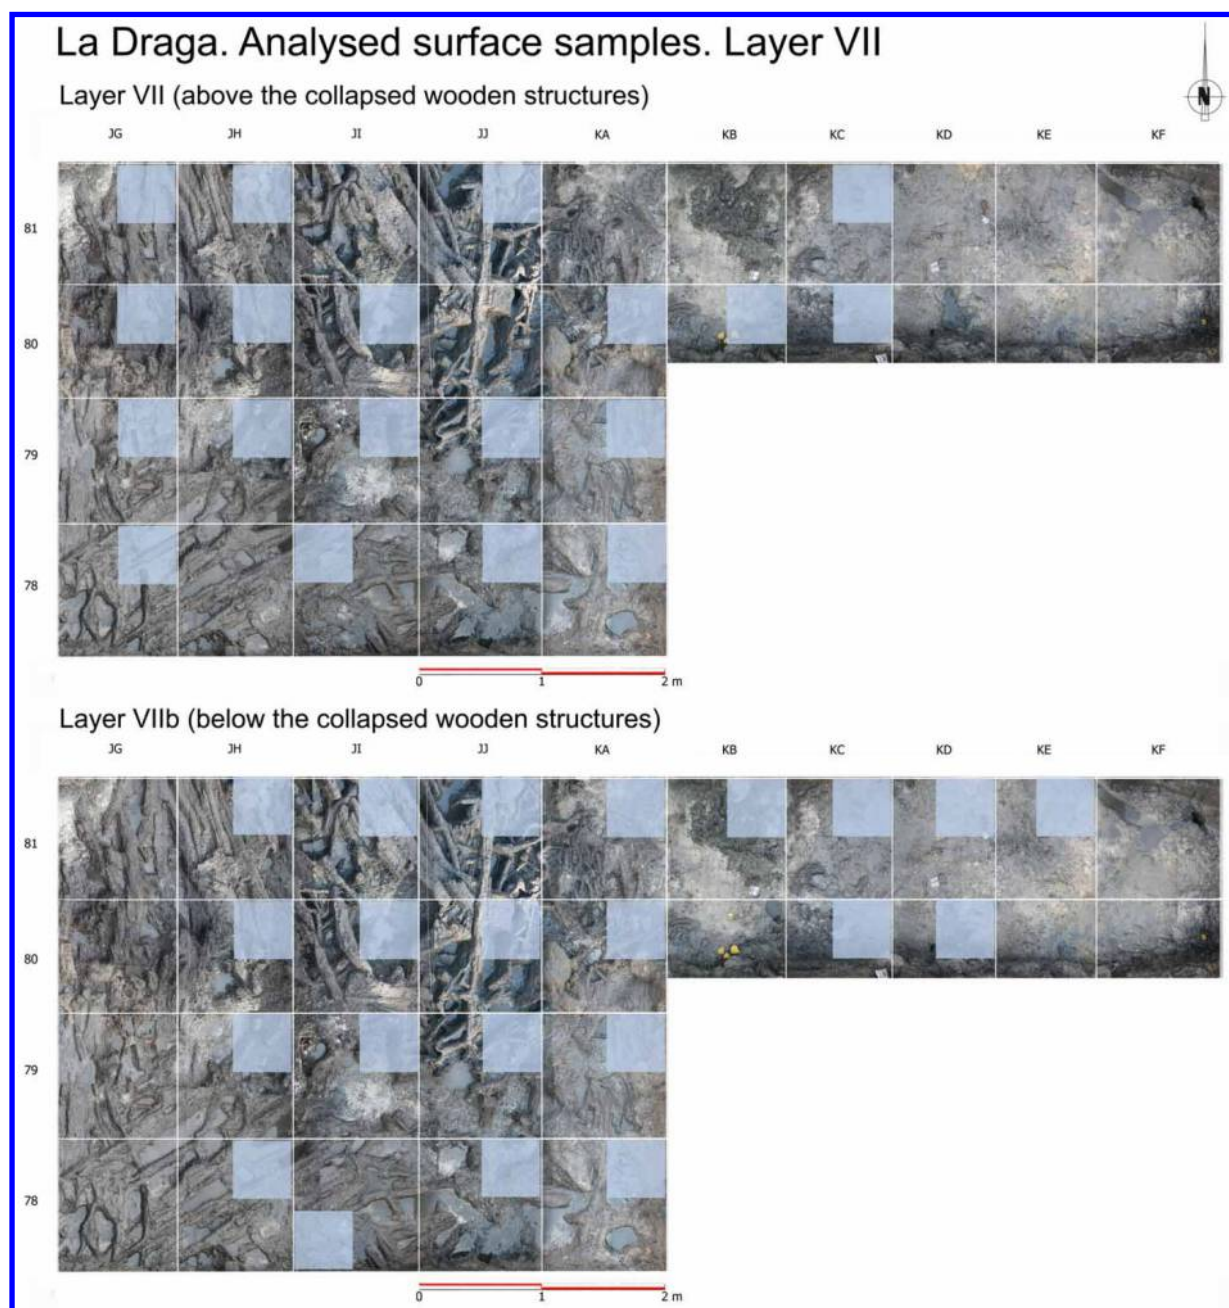 La Draga. Analysed surface samples. Layer VII
N
Layer VII (above the collapsed wooden structures)
JG JH JI JJ KA KB KC KD KE KF
81
80
79
78
0 1 2 m
Layer VIIb (below the collapsed wooden structures)
JG JH JI JJ KA KB KC KD KE KF
81
80
79
78
0 1 2 m